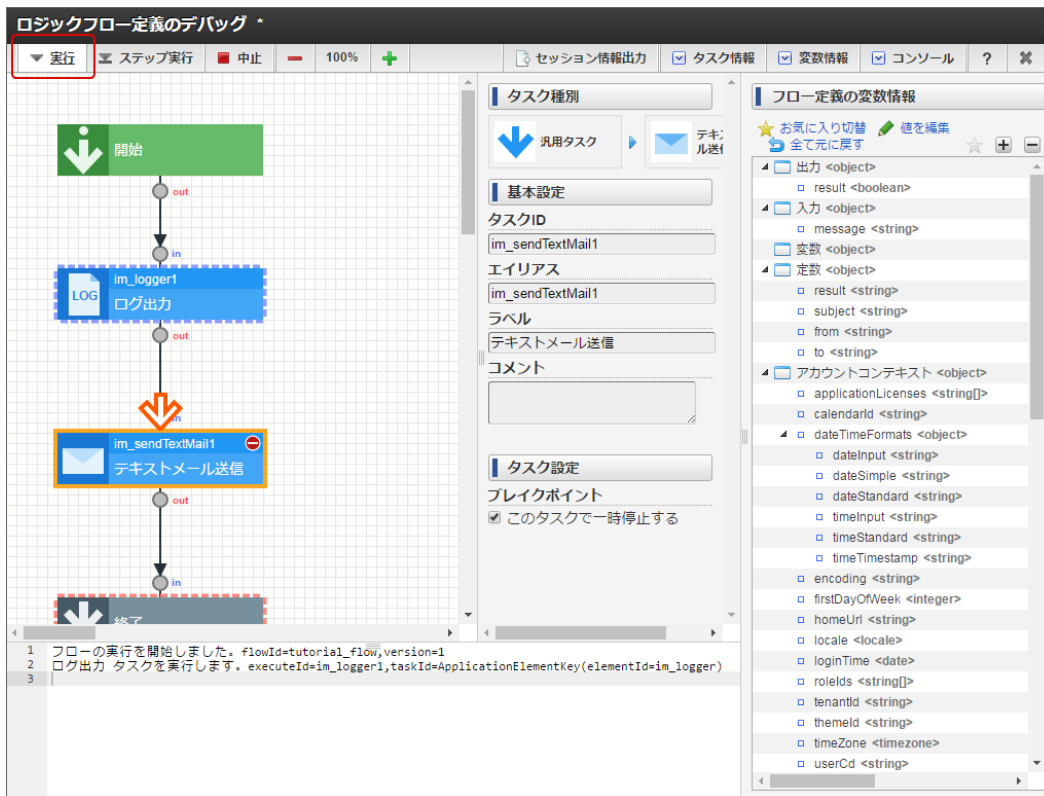 ロジックフロー定義のデバッグ *
実行 ステップ実行 中止 100% セッション情報出力 タスク情報 変数情報 コンソール ?
開始
out
in
im_logger1
LOG
ログ出力
out
in
im_sendTextMail1
テキストメール送信
out
in
終了
タスク種別
汎用タスク
テキ
ル送
基本設定
タスクID
im_sendTextMail1
エイリアス
im_sendTextMail1
ラベル
テキストメール送信
コメント
タスク設定
ブレイクポイント
このタスクで一時停止する
フロー定義の変数情報
お気に入り切替 値を編集
全て元に戻す
出力 <object>
result <boolean>
入力 <object>
message <string>
変数 <object>
定数 <object>
result <string>
subject <string>
from <string>
to <string>
アカウントコンテキスト <object>
applicationLicenses <string[]>
calendarId <string>
dateTimeFormats <object>
dateInput <string>
dateSimple <string>
dateStandard <string>
timeInput <string>
timeStandard <string>
timeTimestamp <string>
encoding <string>
firstDayOfWeek <integer>
homeUrl <string>
locale <locale>
loginTime <date>
roleIds <string[]>
tenantId <string>
themeId <string>
timeZone <timezone>
userCd <string>
1 フローの実行を開始しました。flowId=tutorial_flow,version=1
2 ログ出力 タスクを実行します。executeId=im_logger1,taskId=ApplicationElementKey(elementId=im_logger)
3